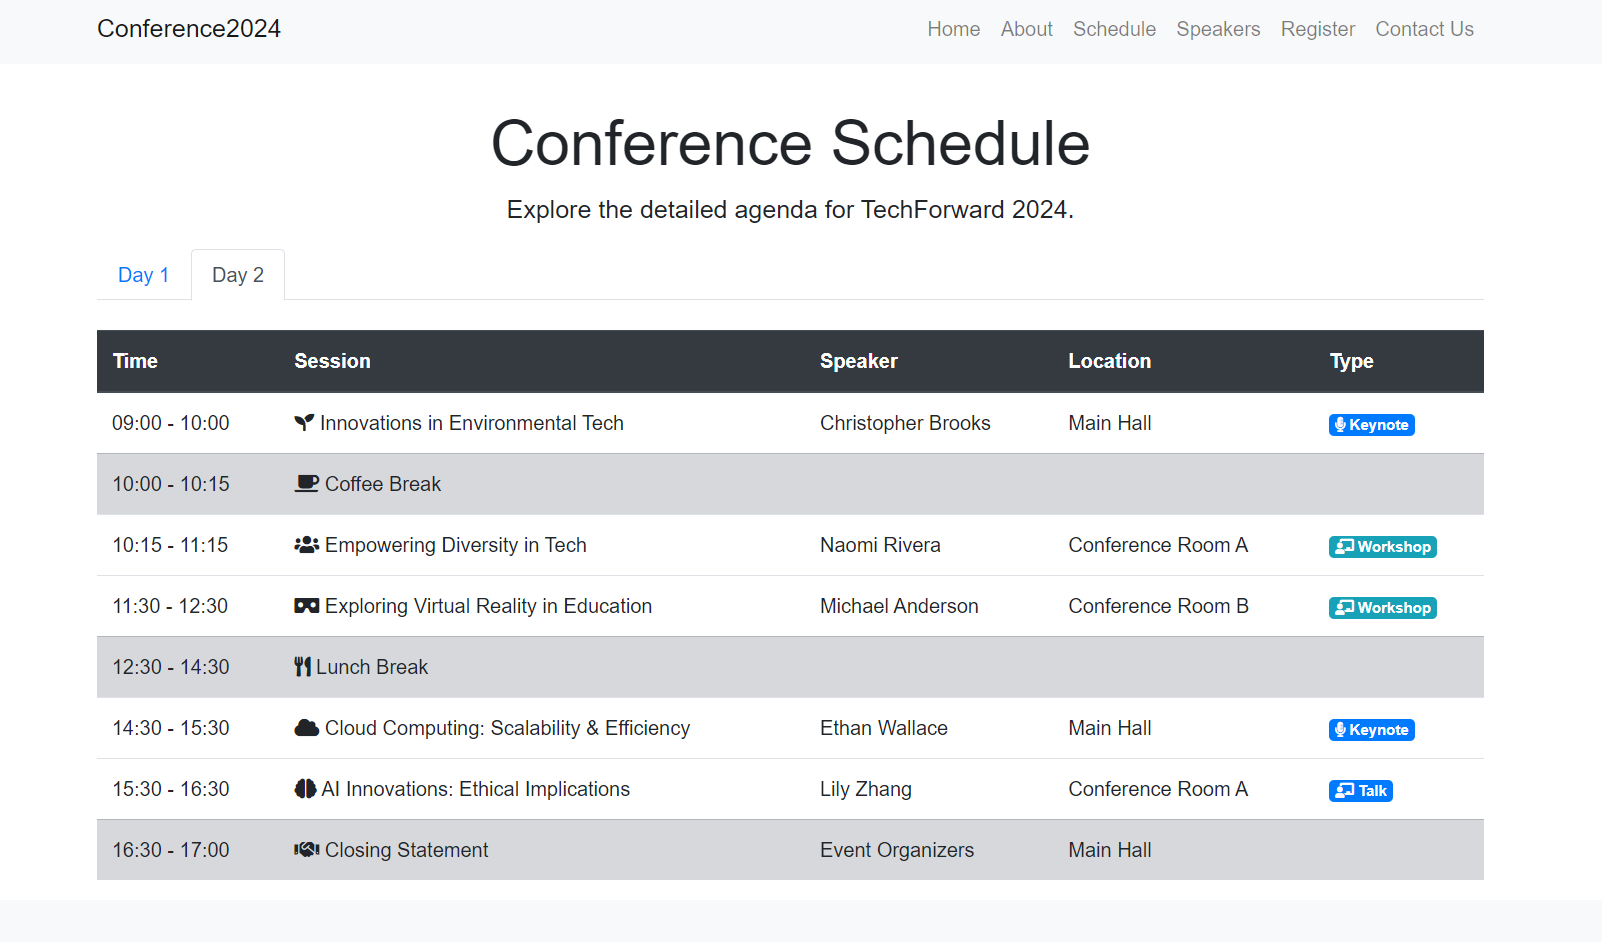 Conference2024 Home About Schedule Speakers Register Contact Us
Conference Schedule
Explore the detailed agenda for TechForward 2024.
Day 1 Day 2
Time Session Speaker Location Type
09:00 - 10:00 Innovations in Environmental Tech Christopher Brooks Main Hall Keynote
10:00 - 10:15 Coffee Break
10:15 - 11:15 Empowering Diversity in Tech Naomi Rivera Conference Room A Workshop
11:30 - 12:30 Exploring Virtual Reality in Education Michael Anderson Conference Room B Workshop
12:30 - 14:30 Lunch Break
14:30 - 15:30 Cloud Computing: Scalability & Efficiency Ethan Wallace Main Hall Keynote
15:30 - 16:30 AI Innovations: Ethical Implications Lily Zhang Conference Room A Talk
16:30 - 17:00 Closing Statement Event Organizers Main Hall